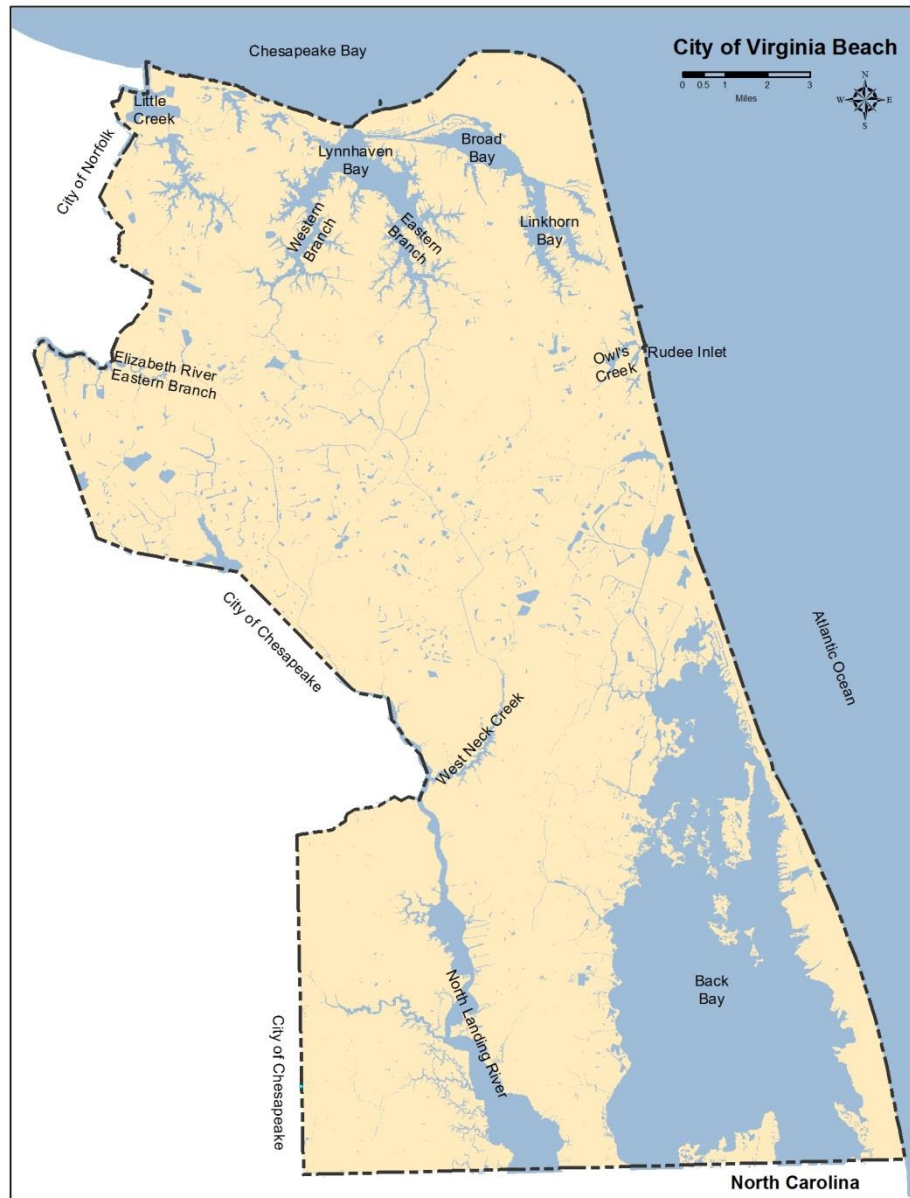 City of Virginia Beach
0 0.5 1 2 3
Miles
N
W E
S
Chesapeake Bay
Little
Creek
City of Norfolk
Lynnhaven
Bay
Broad
Bay
Western
Branch
Eastern
Branch
Linkhorn
Bay
Elizabeth River
Eastern Branch
Owl's
Creek
Rudee Inlet
City of Chesapeake
Atlantic Ocean
West Neck Creek
North Landing River
Back
Bay
City of Chesapeake
North Carolina